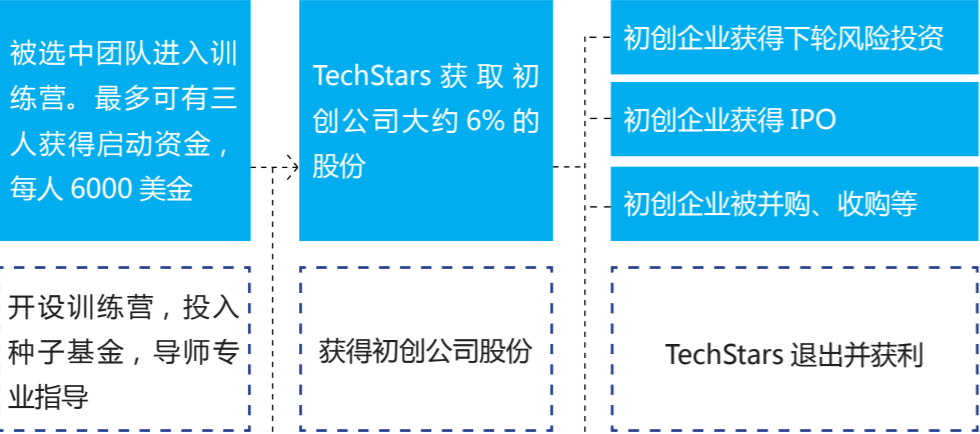 被选中团队进入训
练营。最多可有三
人获得启动资金，
每人 6000 美金
TechStars 获 取 初
创公司大约 6% 的
股份
初创企业获得下轮风险投资
初创企业获得 IPO
初创企业被并购、收购等
开设训练营，投入
种子基金，导师专
业指导
获得初创公司股份
TechStars 退出并获利